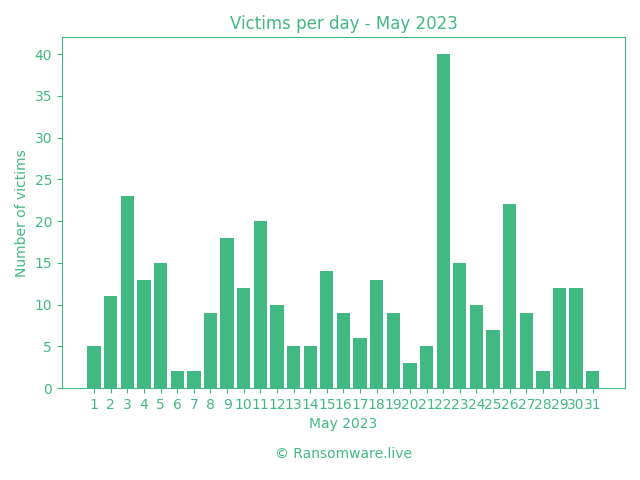 Victims per day - May 2023
40
35
30
25
20
15
10
5
0
Number of victims
1 2 3 4 5 6 7 8 9 10 11 12 13 14 15 16 17 18 19 20 21 22 23 24 25 26 27 28 29 30 31
May 2023
© Ransomware.live